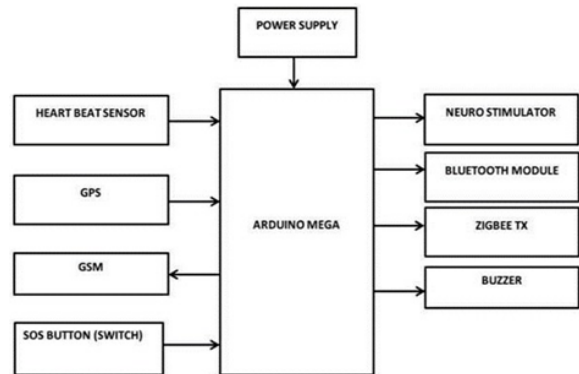 POWER SUPPLY
HEART BEAT SENSOR
GPS
GSM
SOS BUTTON (SWITCH)
ARDUINO MEGA
NEURO STIMULATOR
BLUETOOTH MODULE
ZIGBEE TX
BUZZER